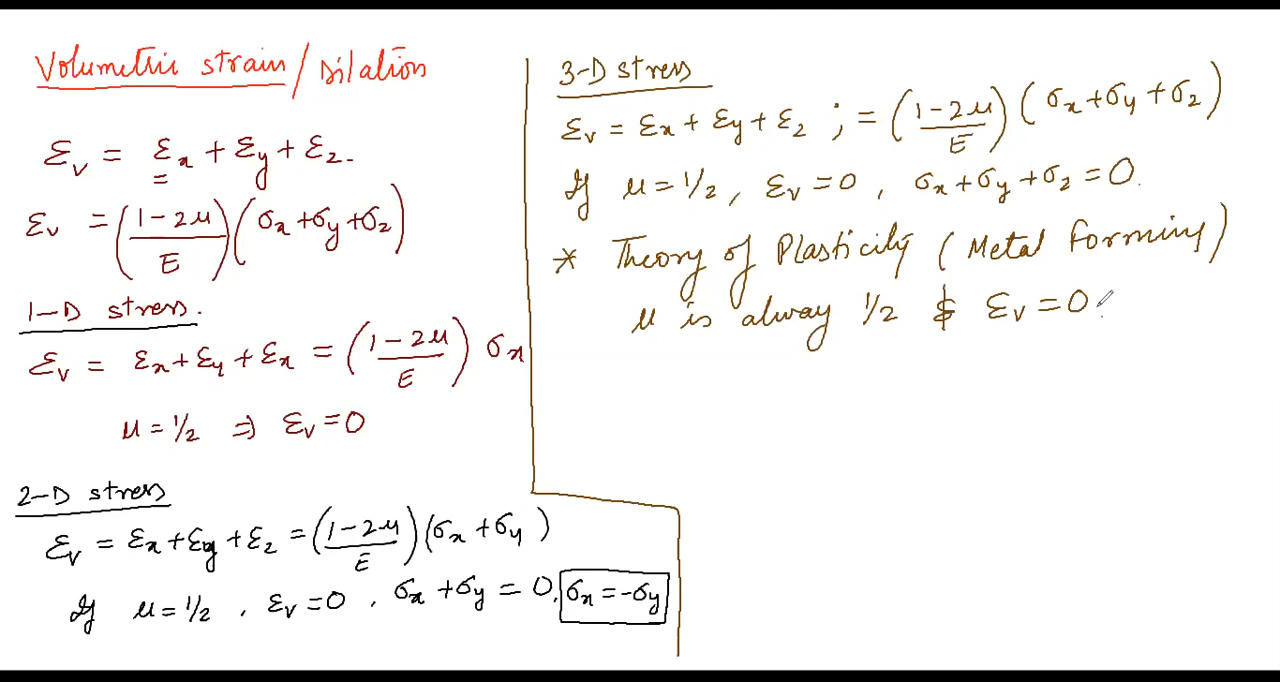 Volumetric strain / Dilation
εᵥ = εx + εy + εz.
εᵥ = ((1-2μ)/E) (σx + σy + σz)
1-D stress.
εᵥ = εx + εy + εx = ((1-2μ)/E) σx
μ = 1/2 ⇒ εᵥ = 0
2-D stress
εᵥ = εx + εy + εz = ((1-2μ)/E) (σx + σy)
If μ = 1/2 , εᵥ = 0 , σx + σy = 0, σx = -σy
3-D stress
εᵥ = εx + εy + εz ; = ((1-2μ)/E) (σx + σy + σz)
If μ = 1/2 , εᵥ = 0 , σx + σy + σz = 0.
* Theory of Plasticity (Metal forming)
μ is alway 1/2 & εᵥ = 0.